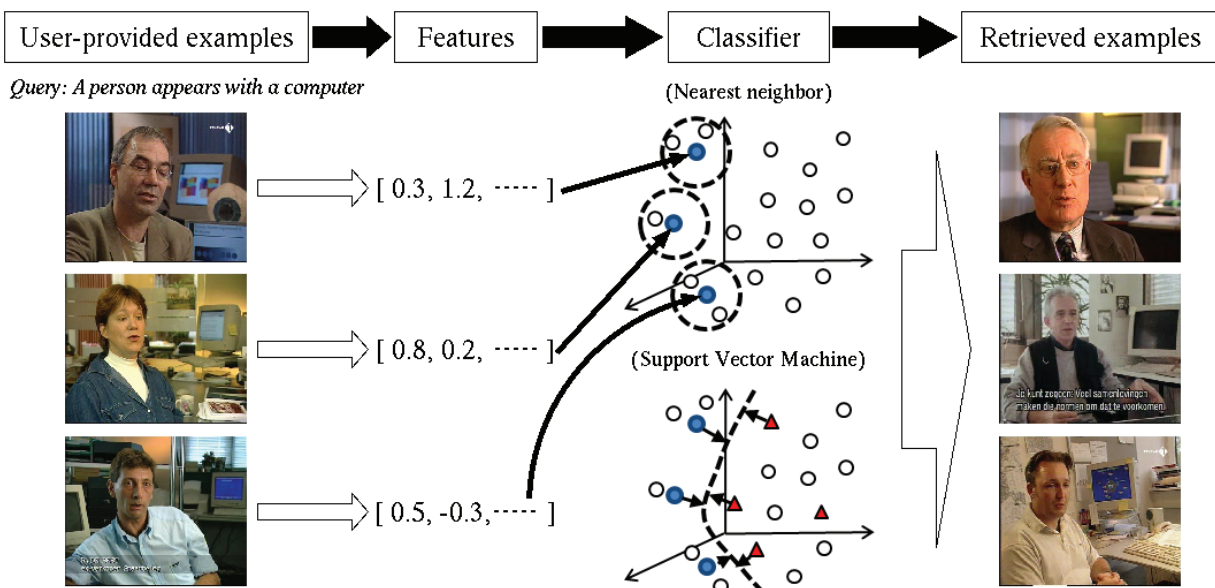 User-provided examples
Features
Classifier
Retrieved examples
Query: A person appears with a computer
(Nearest neighbor)
[ 0.3, 1.2, ----- ]
[ 0.8, 0.2, ----- ]
[ 0.5, -0.3, ----- ]
(Support Vector Machine)
Je kunt zeggen: Veel samenlevingen
maken die normen om dat te voorkomen